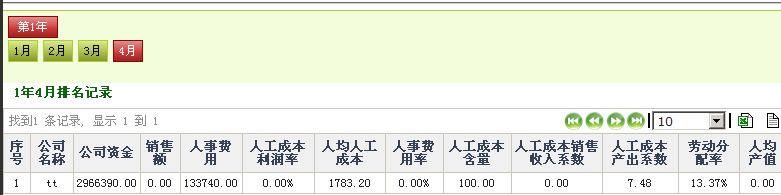 第1年
1月 2月 3月 4月
1年4月排名记录
找到1 条记录, 显示 1 到 1
10
序号 公司名称 公司资金 销售额 人事费用 人工成本利润率 人均人工成本 人事费用率 人工成本含量 人工成本销售收入系数 人工成本产出系数 劳动分配率 人均产值
1 tt 2966390.00 0.00 133740.00 0.00% 1783.20 0.00% 100.00 0.00 7.48 13.37% 0.00